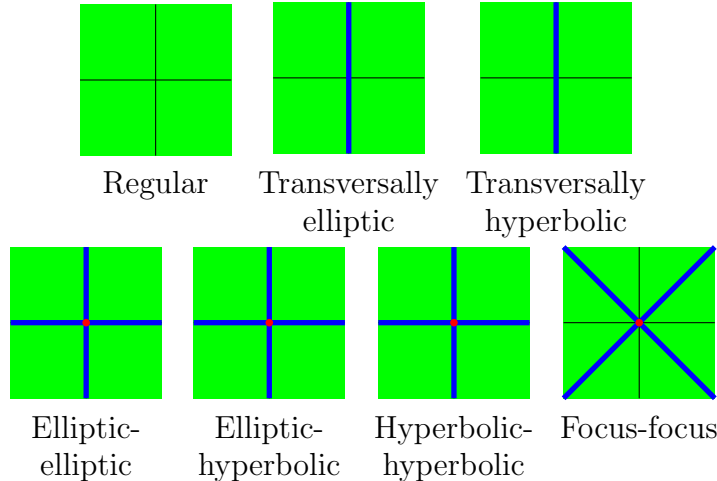 Regular
Transversally
elliptic
Transversally
hyperbolic
Elliptic-
elliptic
Elliptic-
hyperbolic
Hyperbolic-
hyperbolic
Focus-focus